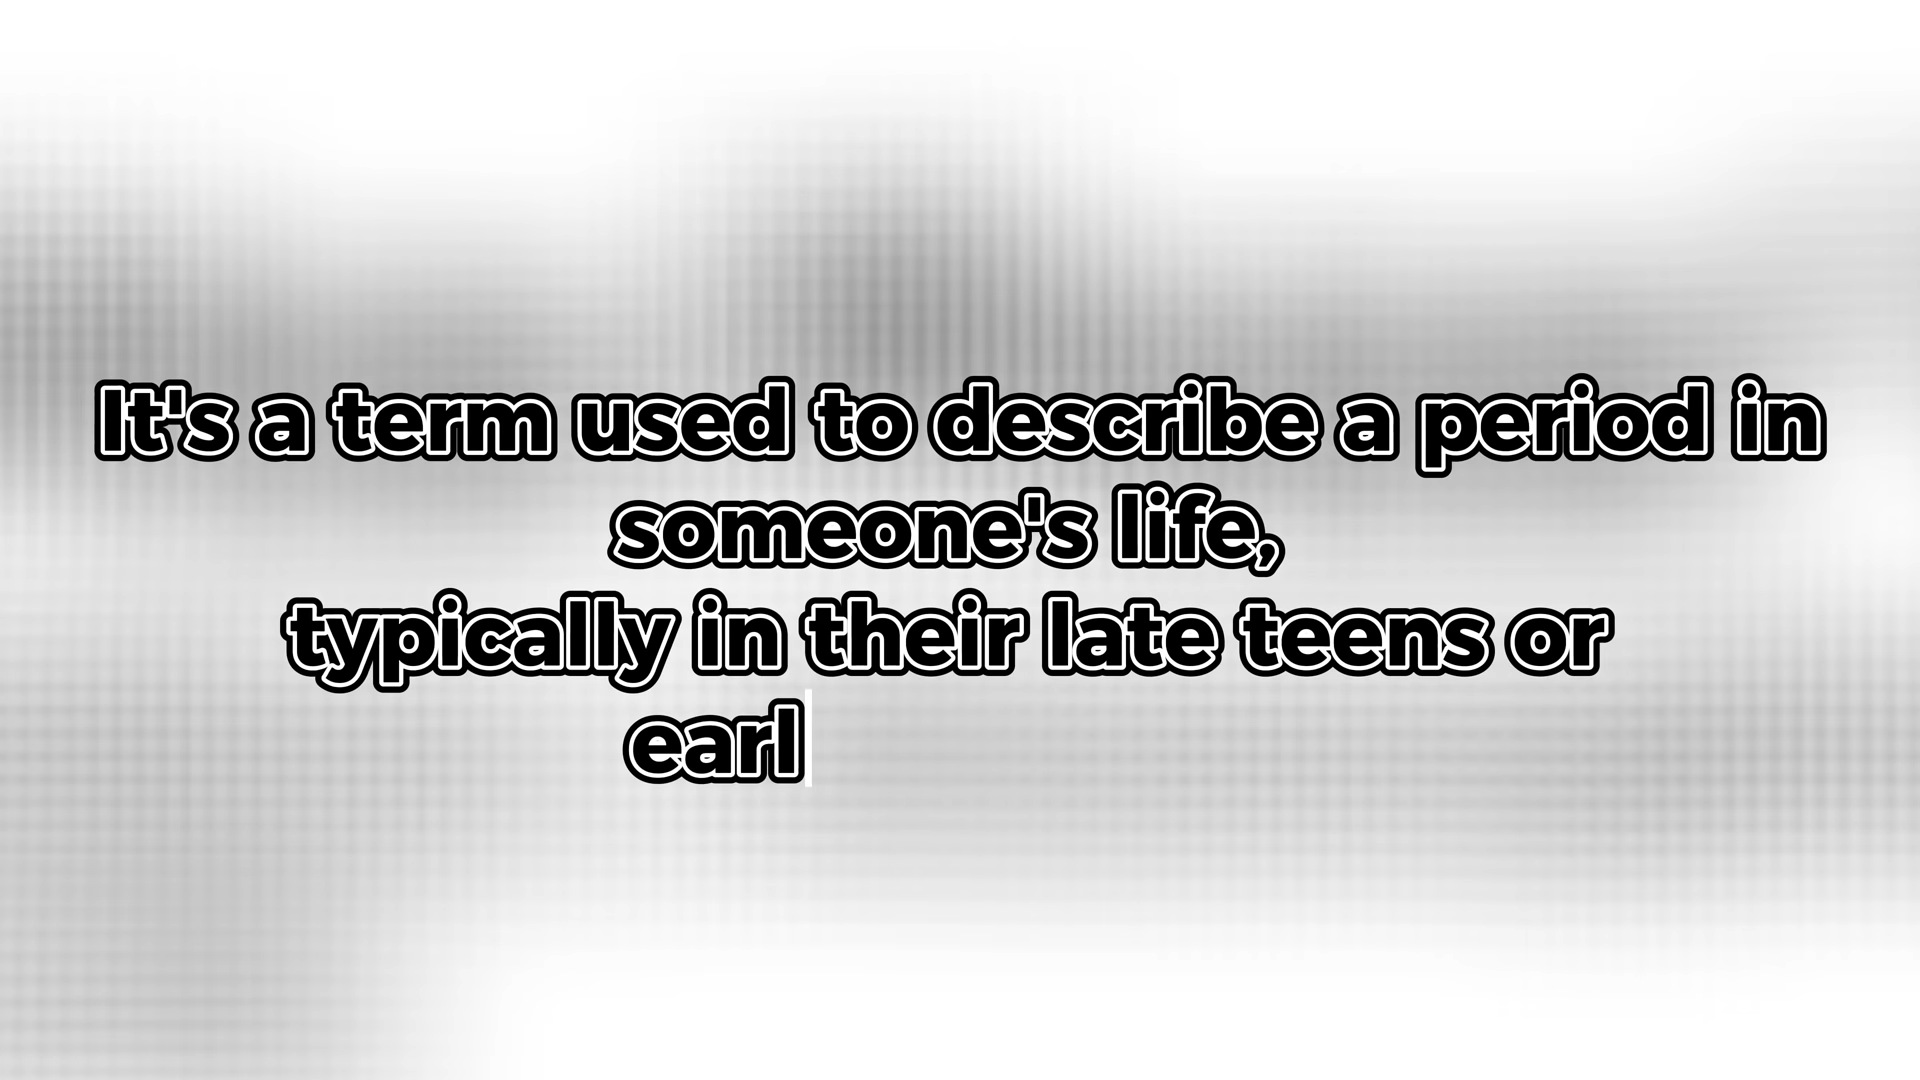 It's a term used to describe a period in
someone's life,
typically in their late teens or
earl